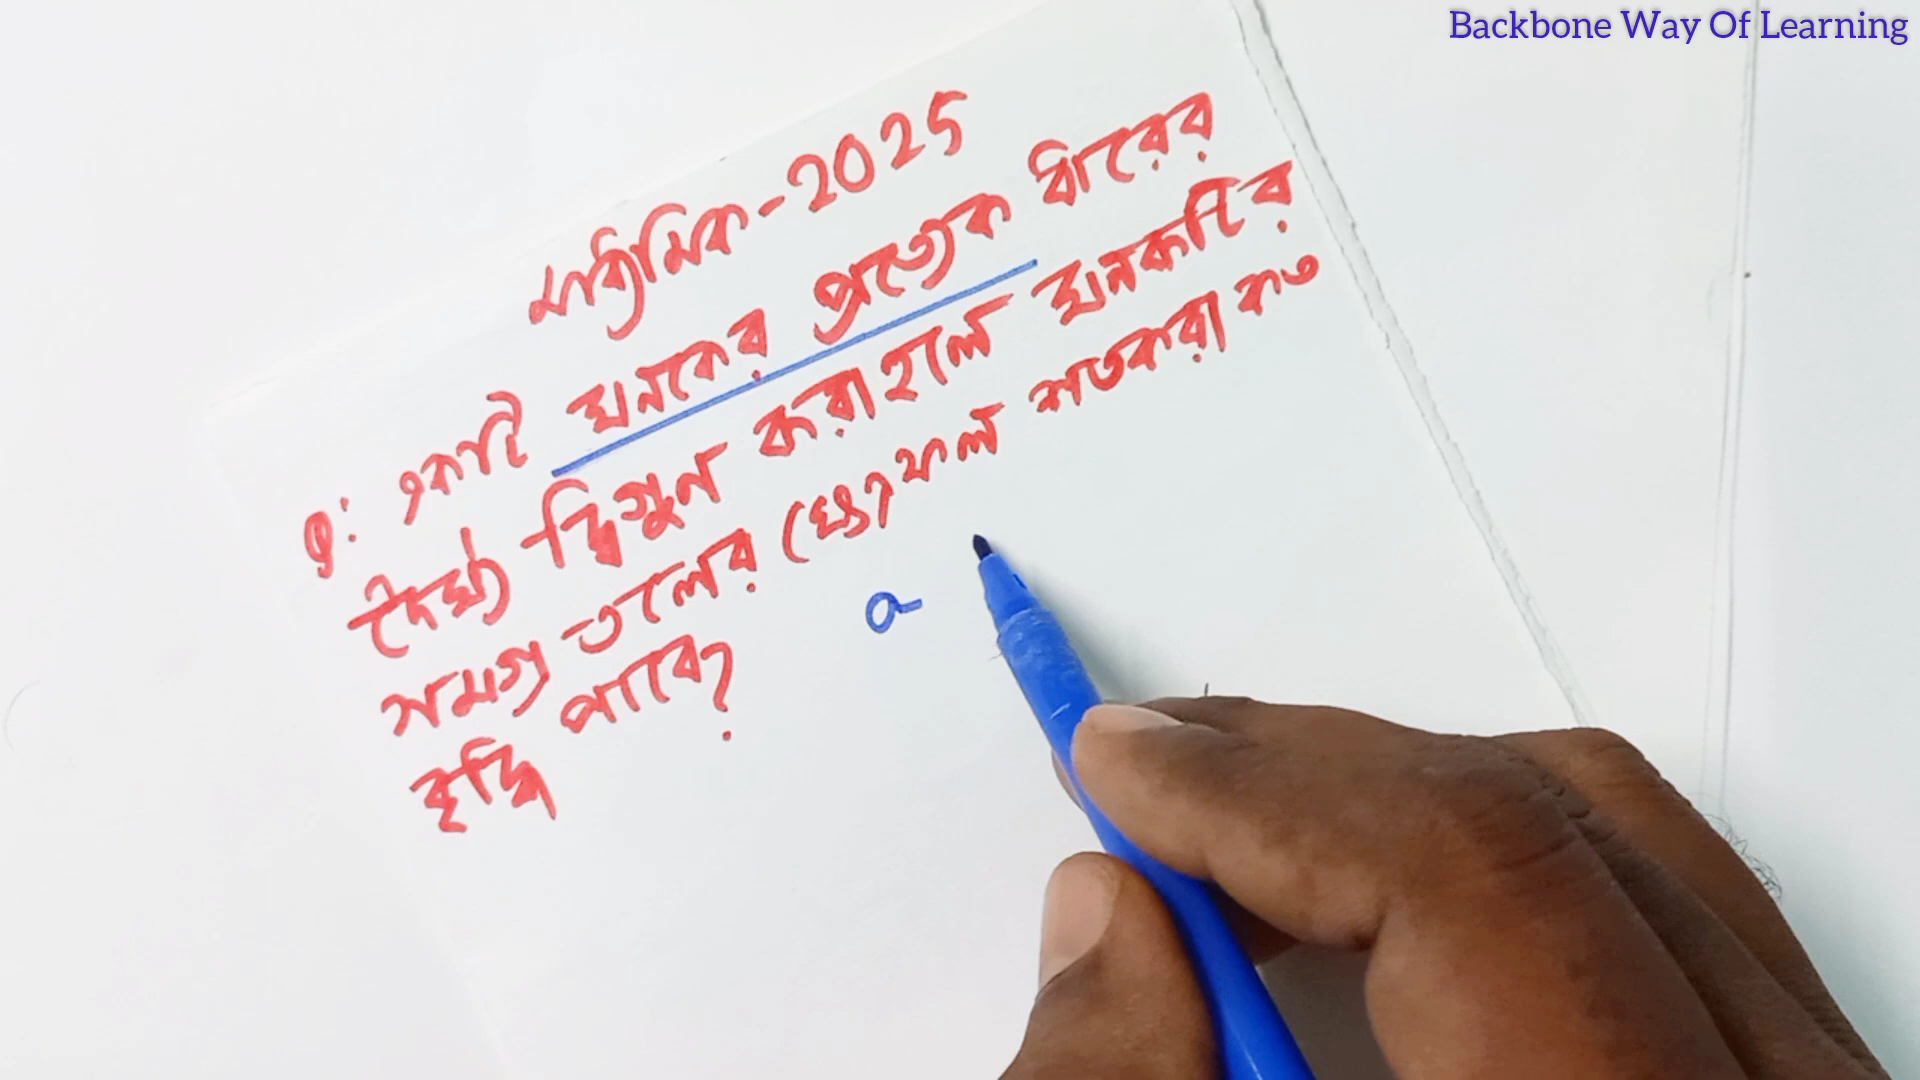 Backbone Way Of Learning
মাধ্যমিক-2025
Q: একটি ঘনকের প্রত্যেক ধারের
দৈর্ঘ্য দ্বিগুন করা হলে ঘনকটির
সমগ্র তলের ক্ষেত্রফল শতকরা কত
বৃদ্ধি পাবে?
a